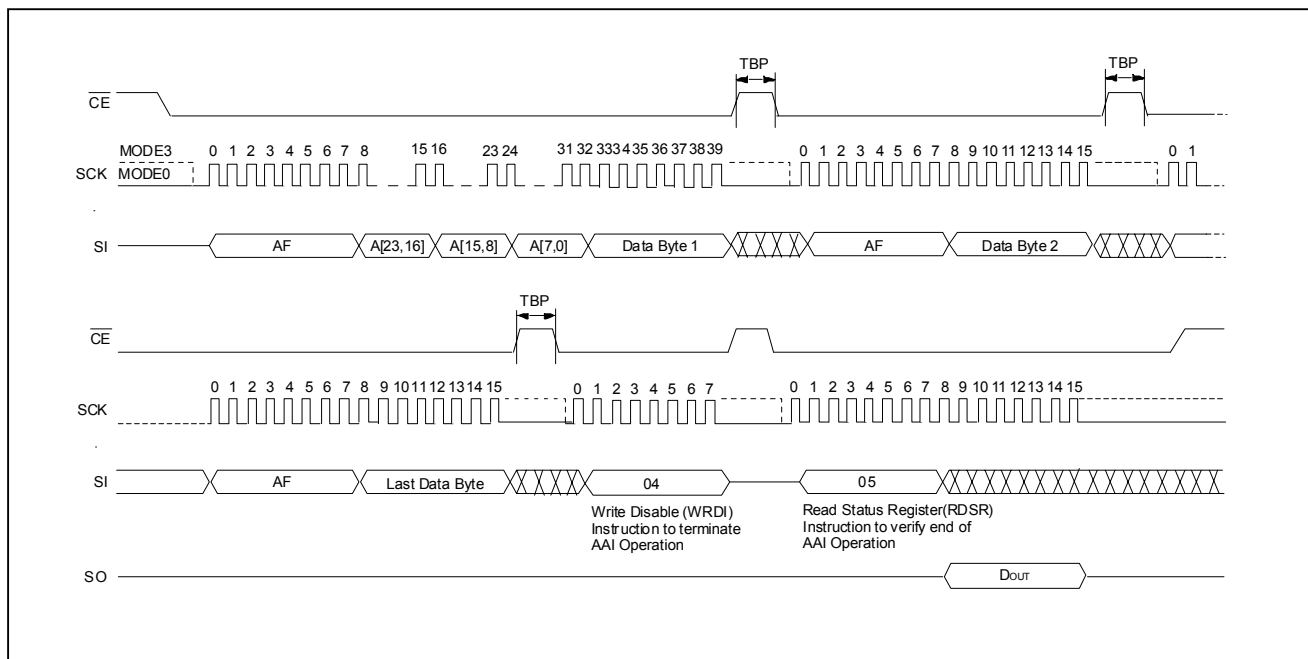 TBP TBP
CE
MODE3 0 1 2 3 4 5 6 7 8 15 16 23 24 31 32 333 435 36 37 38 39 0 1 2 3 4 5 6 7 8 9 10 11 12 13 14 15 0 1
SCK MODE0
SI AF A[23,16] A[15,8] A[7,0] Data Byte 1 AF Data Byte 2
TBP
CE
0 1 2 3 4 5 6 7 8 9 10 11 12 13 14 15 0 1 2 3 4 5 6 7 0 1 2 3 4 5 6 7 8 9 10 11 12 13 14 15
SCK
SI AF Last Data Byte 04 05
Write Disable (WRDI)
Instruction to terminate
AAI Operation
Read Status Register(RDSR)
Instruction to verify end of
AAI Operation
SO DOUT